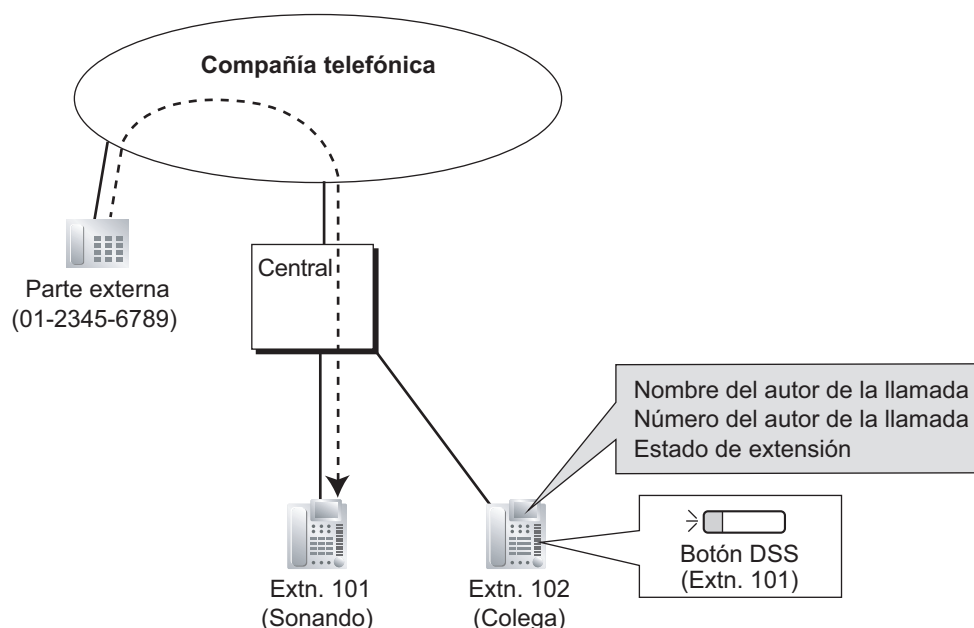 Compañía telefónica
Central
Parte externa
(01-2345-6789)
Nombre del autor de la llamada
Número del autor de la llamada
Estado de extensión
Botón DSS
(Extn. 101)
Extn. 101
(Sonando)
Extn. 102
(Colega)